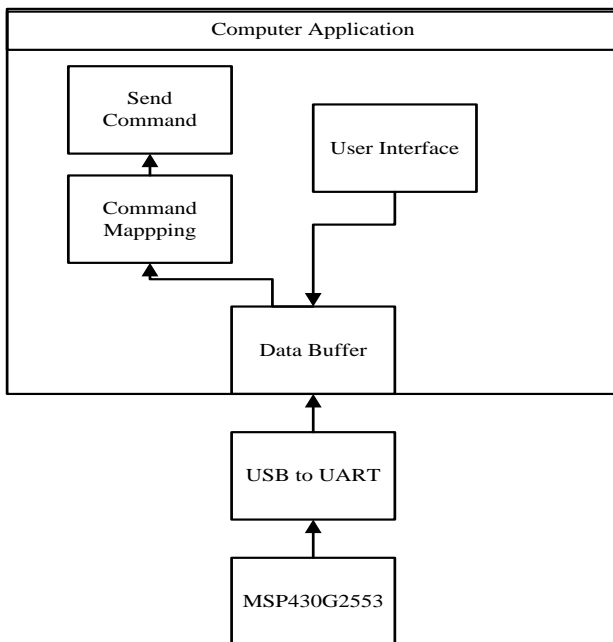 Computer Application
Send
Command
User Interface
Command
Mappping
Data Buffer
USB to UART
MSP430G2553